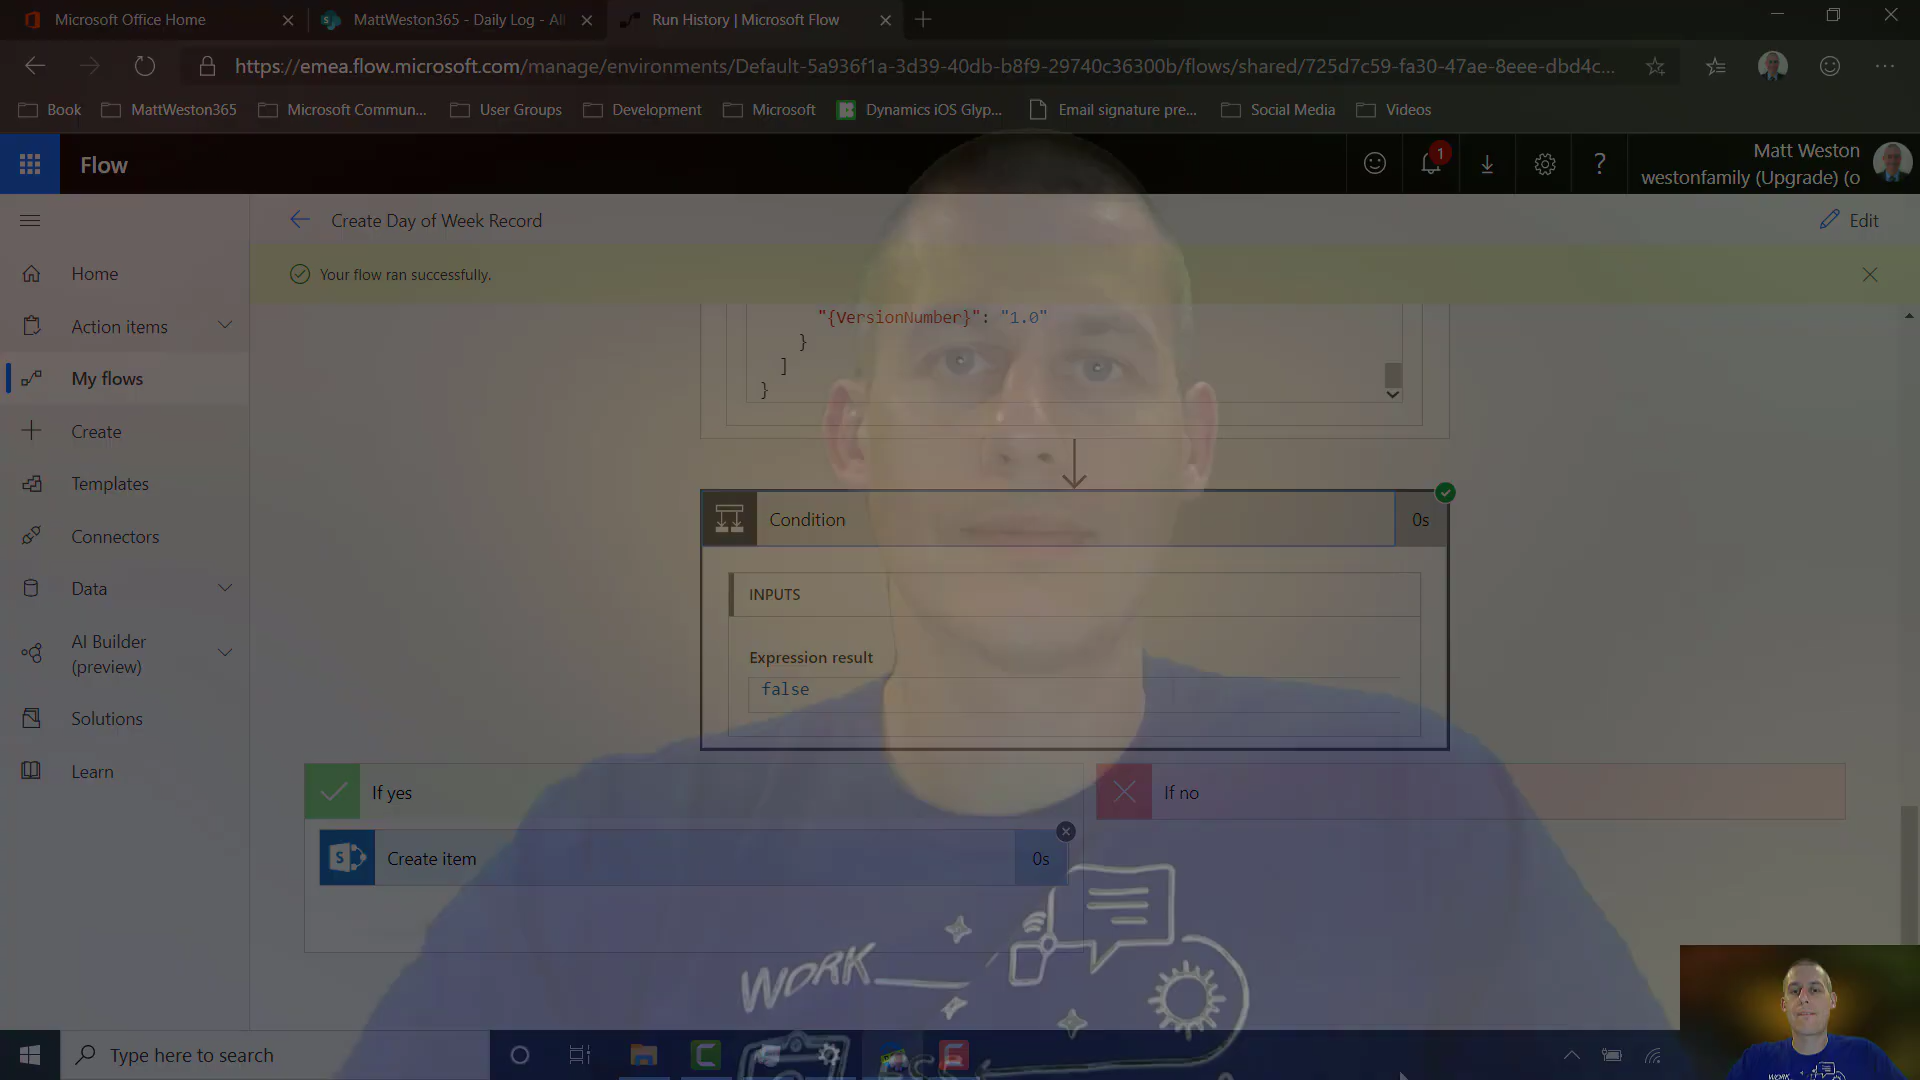 Microsoft Office Home
MattWeston365 - Daily Log - All
Run History | Microsoft Flow
https://emea.flow.microsoft.com/manage/environments/Default-5a936f1a-3d39-40db-b8f9-29740c36300b/flows/shared/725d7c59-fa30-47ae-8eee-dbd4c...
Book
MattWeston365
Microsoft Commun...
User Groups
Development
Microsoft
Dynamics iOS Glyp...
Email signature pre...
Social Media
Videos
Flow
1
?
Matt Weston
westonfamily (Upgrade) (o
Create Day of Week Record
Edit
Your flow ran successfully.
Home
Action items
My flows
Create
Templates
Connectors
Data
AI Builder
(preview)
Solutions
Learn
"{VersionNumber}": "1.0"
}
]
}
Condition
0s
INPUTS
Expression result
false
If yes
If no
Create item
0s
WORK
Type here to search
WORK